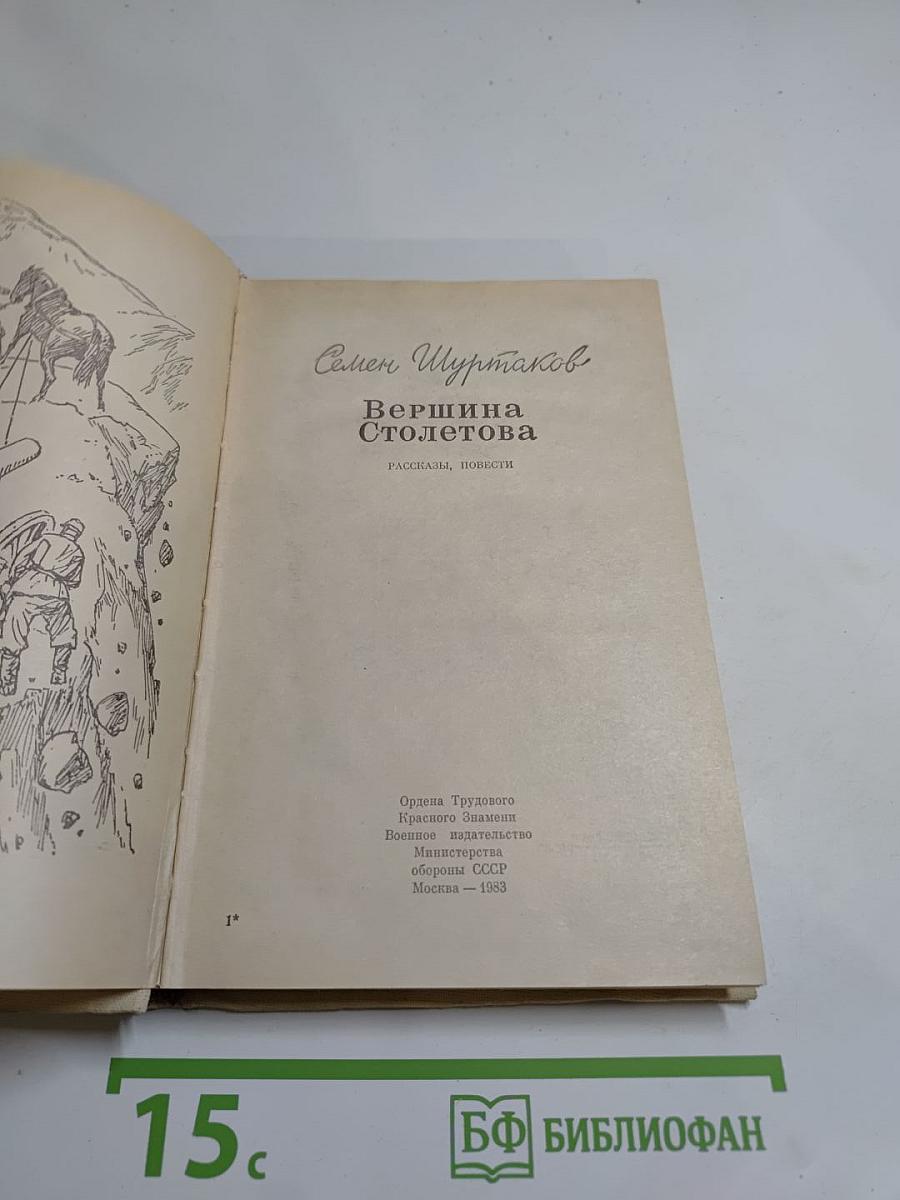 Семен Шуртаков
Вершина
Столетова
РАССКАЗЫ, ПОВЕСТИ
Ордена Трудового
Красного Знамени
Военное издательство
Министерства
обороны СССР
Москва — 1983
1*
15 с
БФ БИБЛИОФАН